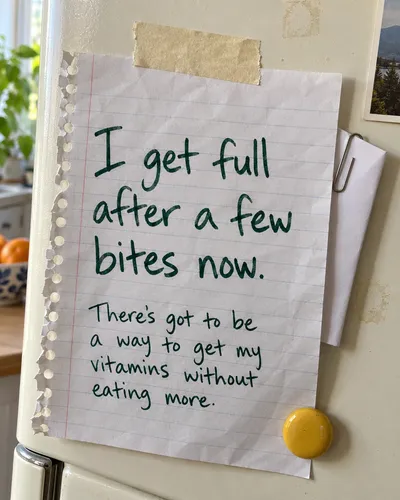 I get full
after a few
bites now.
There's got to be
a way to get my
vitamins without
eating more.